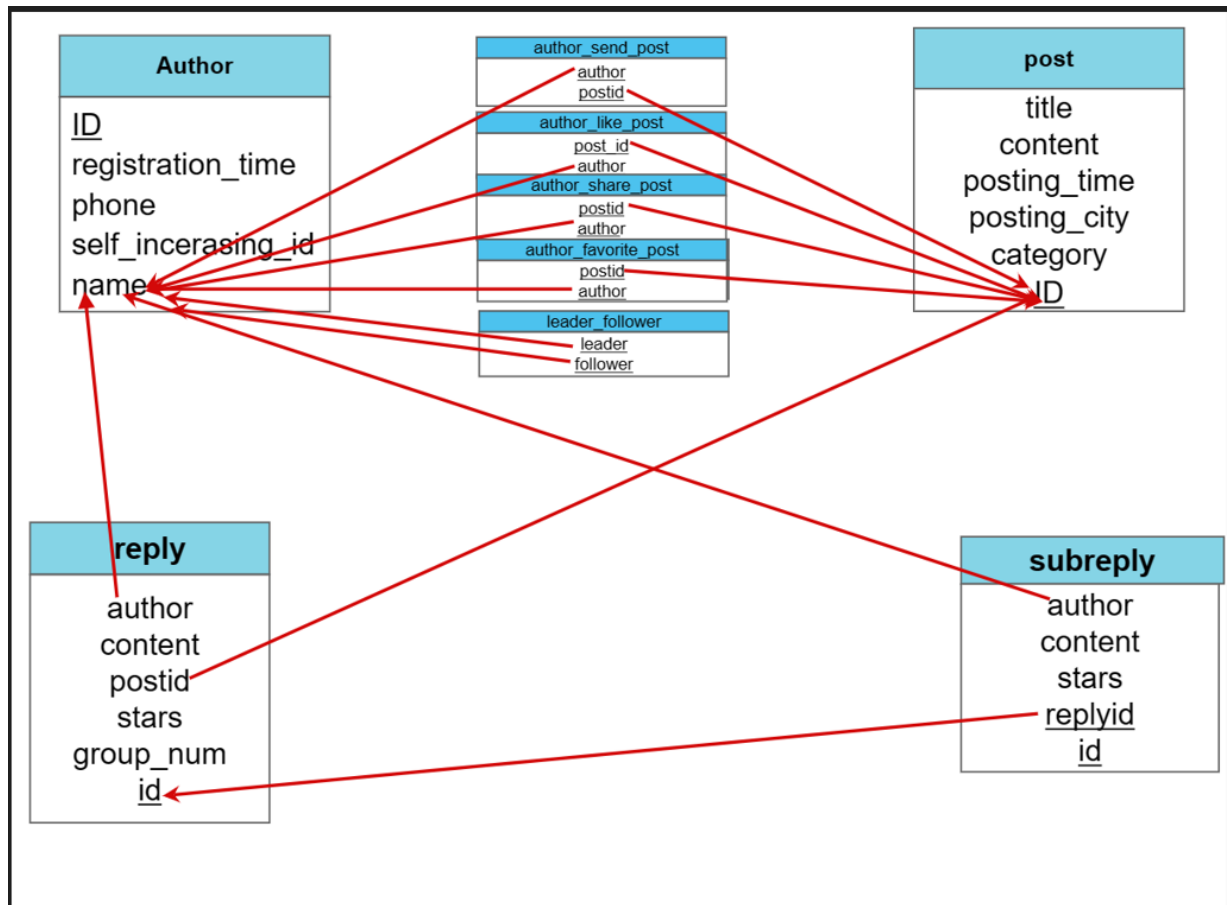 Author
ID
registration_time
phone
self_incerasing_id
name
author_send_post
author
postid
author_like_post
post_id
author
author_share_post
postid
author
author_favorite_post
postid
author
leader_follower
leader
follower
post
title
content
posting_time
posting_city
category
ID
reply
author
content
postid
stars
group_num
id
subreply
author
content
stars
replyid
id